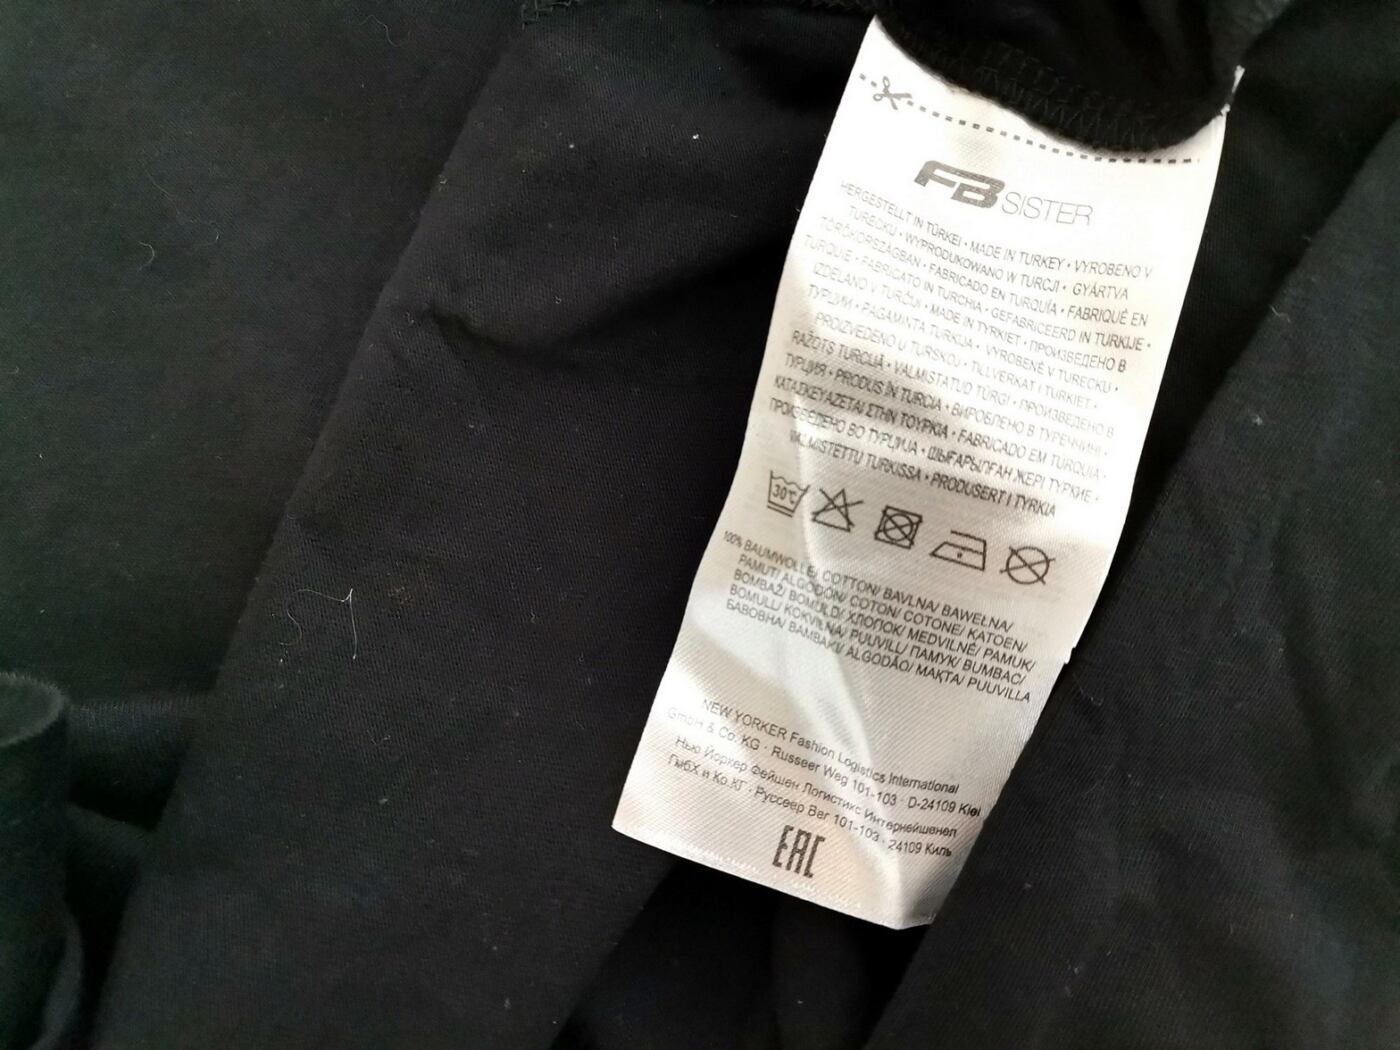 FB SISTER
HERGESTELLT IN TÜRKEI • MADE IN TURKEY • VYROBENO V
TURECKU • WYPRODUKOWANO W TURCJI • GYÁRTVA
TÖRÖKORSZÁGBAN • FABRICADO EN TURQUÍA • FABRIQUÉ EN
TURQUIE • FABRICATO IN TURCHIA • GEFABRICEERD IN TURKIJE •
IZDELANO V TURČIJI • MADE IN TYRKIET • ПРОИЗВЕДЕНО В
ТУРЦИИ • PAGAMINTA TURKIJA • VYROBENÉ V TURECKU •
PROIZVEDENO U TURSKOJ • TILLVERKAT I TURKIET •
RAŽOTS TURCIJĀ • VALMISTATUD TÜRGI • ПРОИЗВЕДЕНО В
ТУРЦИЯ • PRODUS ÎN TURCIA • ВИРОБЛЕНО В ТУРЕЧЧИНІ •
ΚΑΤΑΣΚΕΥΑΖΕΤΑΙ ΣΤΗΝ ΤΟΥΡΚΙΑ • FABRICADO EM TURQUIA •
ПРОИЗВЕДЕНО ВО ТУРЦИЈА • ШЫҒАРЫЛҒАН ЖЕРІ ТҮРКИЕ •
VALMISTETTU TURKISSA • PRODUSERT I TYRKIA
30°C
100% BAUMWOLLE/ COTTON/ BAVLNA/ BAWEŁNA/
PAMUT/ ALGODÓN/ COTON/ COTONE/ KATOEN/
BOMBAŽ/ BOMULD/ ХЛОПОК/ MEDVILNĖ/ PAMUK/
BOMULL/ KOKVILNA/ PUUVILL/ ПАМУК/ BUMBAC/
БАВОВНА/ BAMBAKI/ ALGODÃO/ МАҚТА/ PUUVILLA
NEW YORKER Fashion Logistics International
GmbH & Co. KG · Russeer Weg 101-103 · D-24109 Kiel
Нью Йоркер Фейшен Логистикс Интернейшенел
ГмбХ и Ко.КГ · Руссеер Вег 101-103 · 24109 Киль
EAC